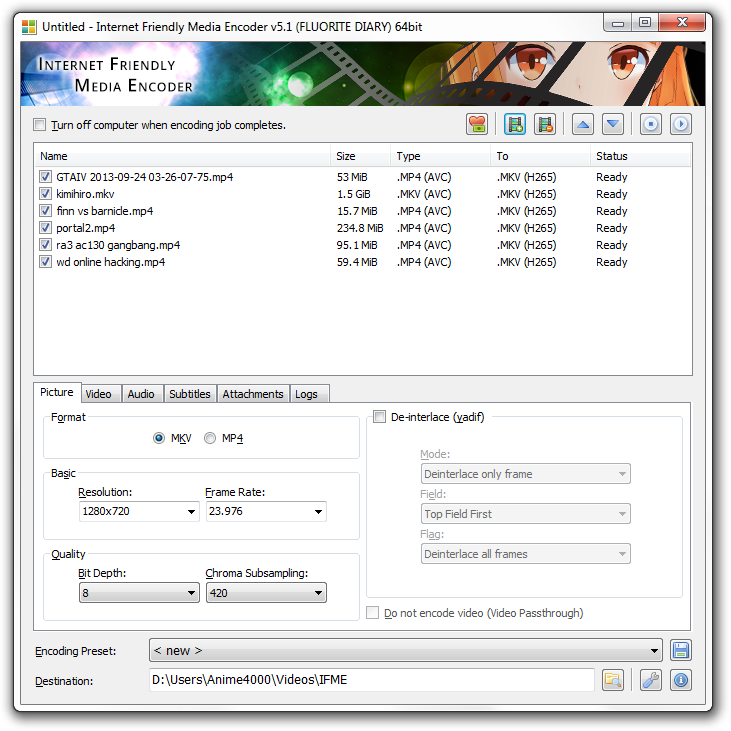 Untitled - Internet Friendly Media Encoder v5.1 (FLUORITE DIARY) 64bit
INTERNET FRIENDLY
MEDIA ENCODER
Turn off computer when encoding job completes.
Name Size Type To Status
GTAIV 2013-09-24 03-26-07-75.mp4 53 MiB .MP4 (AVC) .MKV (H265) Ready
kimihiro.mkv 1.5 GiB .MKV (AVC) .MKV (H265) Ready
finn vs barnicle.mp4 15.7 MiB .MP4 (AVC) .MKV (H265) Ready
portal2.mp4 234.8 MiB .MP4 (AVC) .MKV (H265) Ready
ra3 ac130 gangbang.mp4 95.1 MiB .MP4 (AVC) .MKV (H265) Ready
wd online hacking.mp4 59.4 MiB .MP4 (AVC) .MKV (H265) Ready
Picture Video Audio Subtitles Attachments Logs
Format
MKV MP4
Basic
Resolution: Frame Rate:
1280x720 23.976
Quality
Bit Depth: Chroma Subsampling:
8 420
De-interlace (yadif)
Mode:
Deinterlace only frame
Field:
Top Field First
Flag:
Deinterlace all frames
Do not encode video (Video Passthrough)
Encoding Preset: < new >
Destination: D:\Users\Anime4000\Videos\IFME